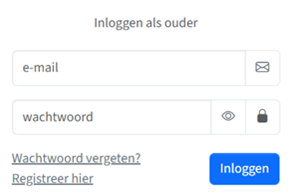 Inloggen als ouder
e-mail
wachtwoord
Wachtwoord vergeten?
Registreer hier
Inloggen